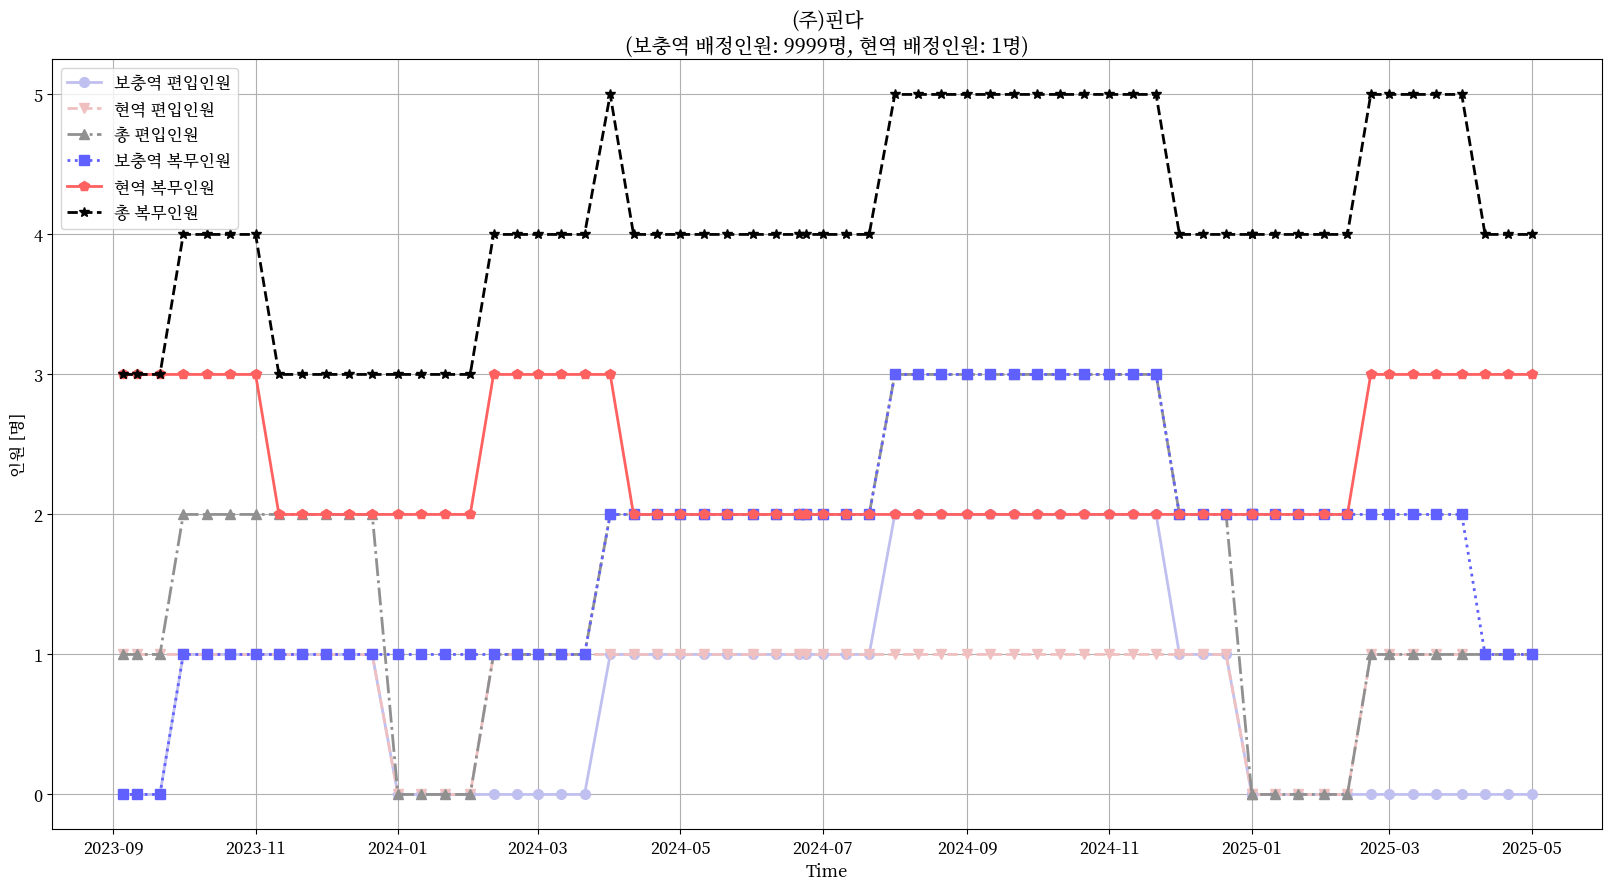 (주)핀다
(보충역 배정인원: 9999명, 현역 배정인원: 1명)
보충역 편입인원
현역 편입인원
총 편입인원
보충역 복무인원
현역 복무인원
총 복무인원
인원 [명]
5
4
3
2
1
0
2023-09 2023-11 2024-01 2024-03 2024-05 2024-07 2024-09 2024-11 2025-01 2025-03 2025-05
Time